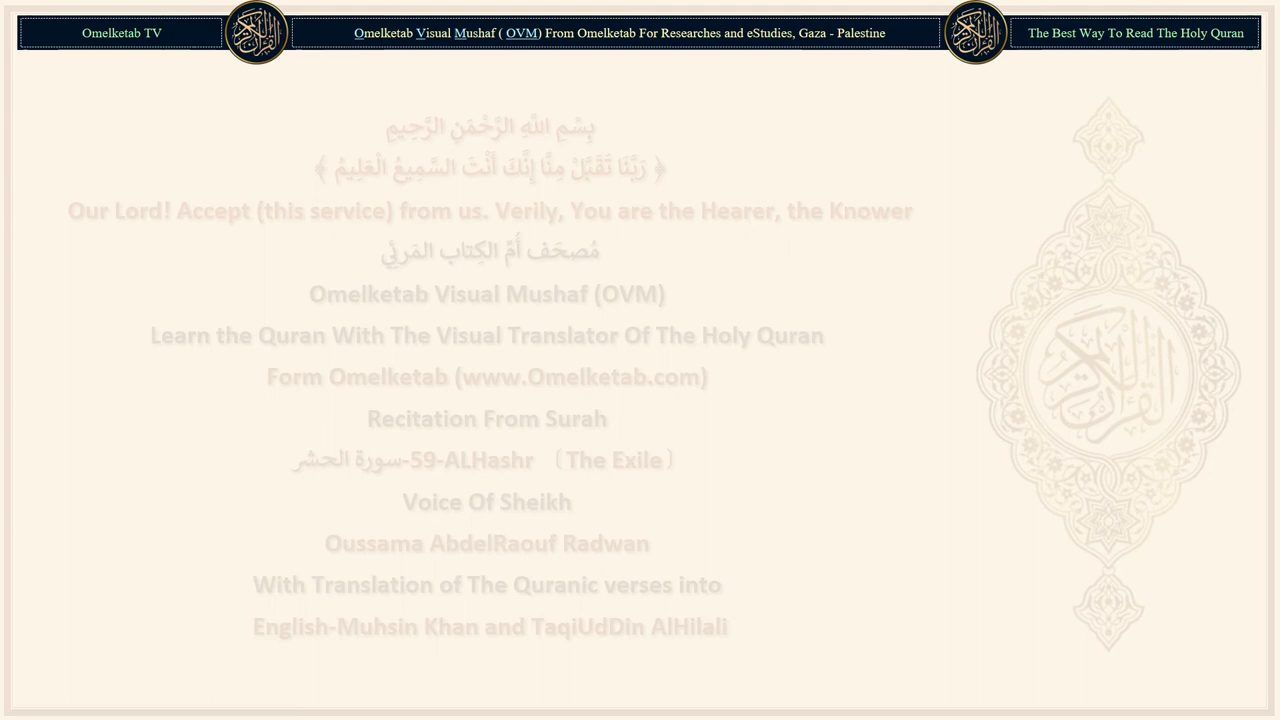 Omelketab TV
Omelketab Visual Mushaf ( OVM) From Omelketab For Researches and eStudies, Gaza - Palestine
The Best Way To Read The Holy Quran
بِسْمِ اللَّهِ الرَّحْمَنِ الرَّحِيمِ
﴿ رَبَّنَا تَقَبَّلْ مِنَّا إِنَّكَ أَنْتَ السَّمِيعُ الْعَلِيمُ ﴾
Our Lord! Accept (this service) from us. Verily, You are the Hearer, the Knower
مُصحَف أُمِّ الكِتاب المَرئِي
Omelketab Visual Mushaf (OVM)
Learn the Quran With The Visual Translator Of The Holy Quran
Form Omelketab (www.Omelketab.com)
Recitation From Surah
سورة الحشر-59-ALHashr 〔The Exile〕
Voice Of Sheikh
Oussama AbdelRaouf Radwan
With Translation of The Quranic verses into
English-Muhsin Khan and TaqiUdDin AlHilali
القرآن الكريم